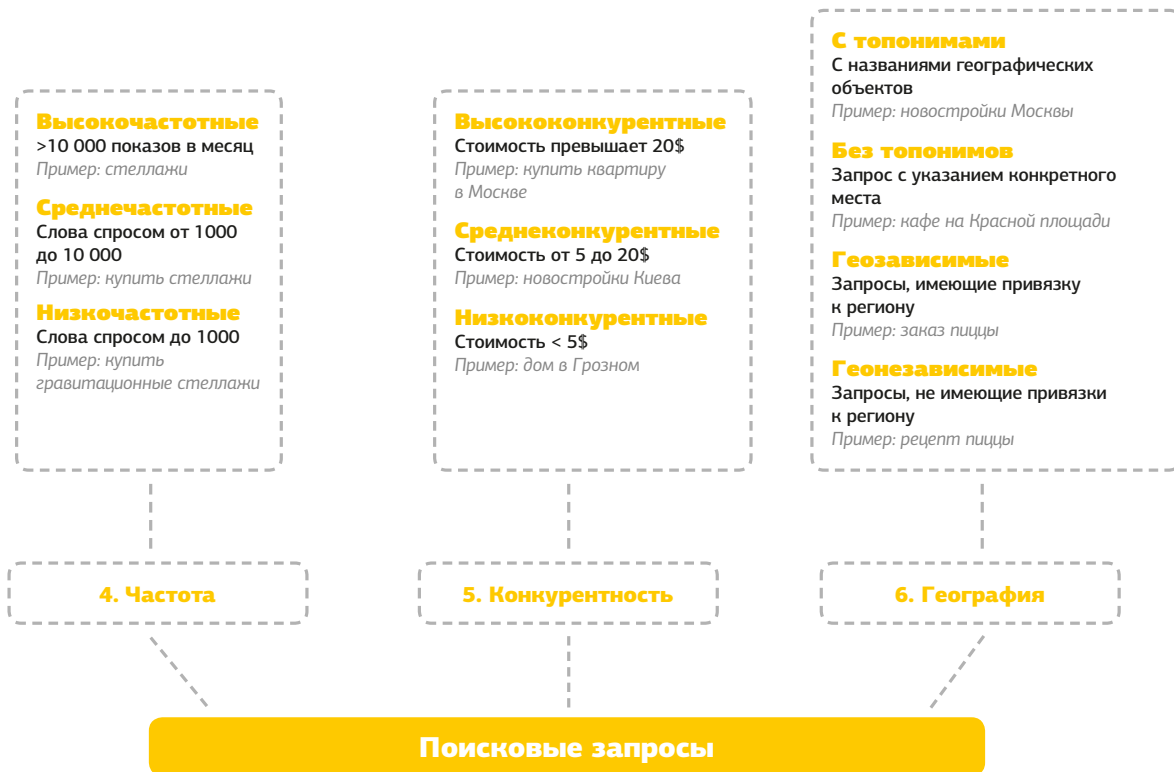 Высокочастотные
>10 000 показов в месяц
Пример: стеллажи
Среднечастотные
Слова спросом от 1000
до 10 000
Пример: купить стеллажи
Низкочастотные
Слова спросом до 1000
Пример: купить
гравитационные стеллажи
Высококонкурентные
Стоимость превышает 20$
Пример: купить квартиру
в Москве
Среднеконкурентные
Стоимость от 5 до 20$
Пример: новостройки Киева
Низкоконкурентные
Стоимость < 5$
Пример: дом в Грозном
С топонимами
С названиями географических
объектов
Пример: новостройки Москвы
Без топонимов
Запрос с указанием конкретного
места
Пример: кафе на Красной площади
Геозависимые
Запросы, имеющие привязку
к региону
Пример: заказ пиццы
Геонезависимые
Запросы, не имеющие привязки
к региону
Пример: рецепт пиццы
4. Частота
5. Конкурентность
6. География
Поисковые запросы